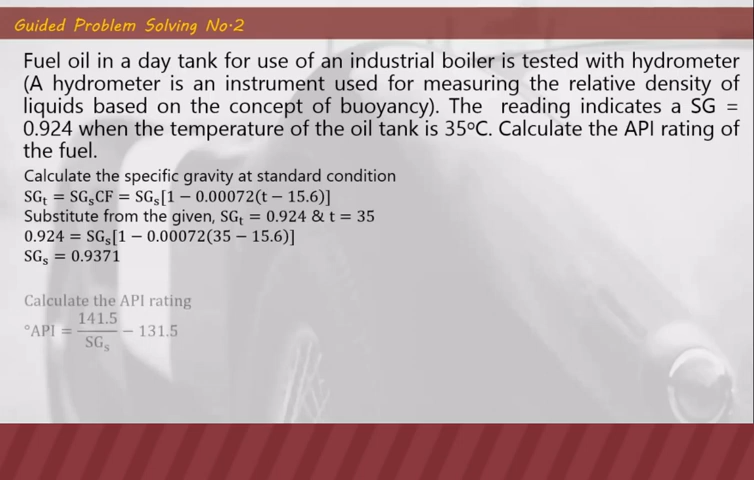 Guided Problem Solving No.2
Fuel oil in a day tank for use of an industrial boiler is tested with hydrometer
(A hydrometer is an instrument used for measuring the relative density of
liquids based on the concept of buoyancy). The reading indicates a SG =
0.924 when the temperature of the oil tank is 35ºC. Calculate the API rating of
the fuel.
Calculate the specific gravity at standard condition
SGₜ = SGₛCF = SGₛ[1 − 0.00072(t − 15.6)]
Substitute from the given, SGₜ = 0.924 & t = 35
0.924 = SGₛ[1 − 0.00072(35 − 15.6)]
SGₛ = 0.9371
Calculate the API rating
°API = 141.5/SGₛ − 131.5